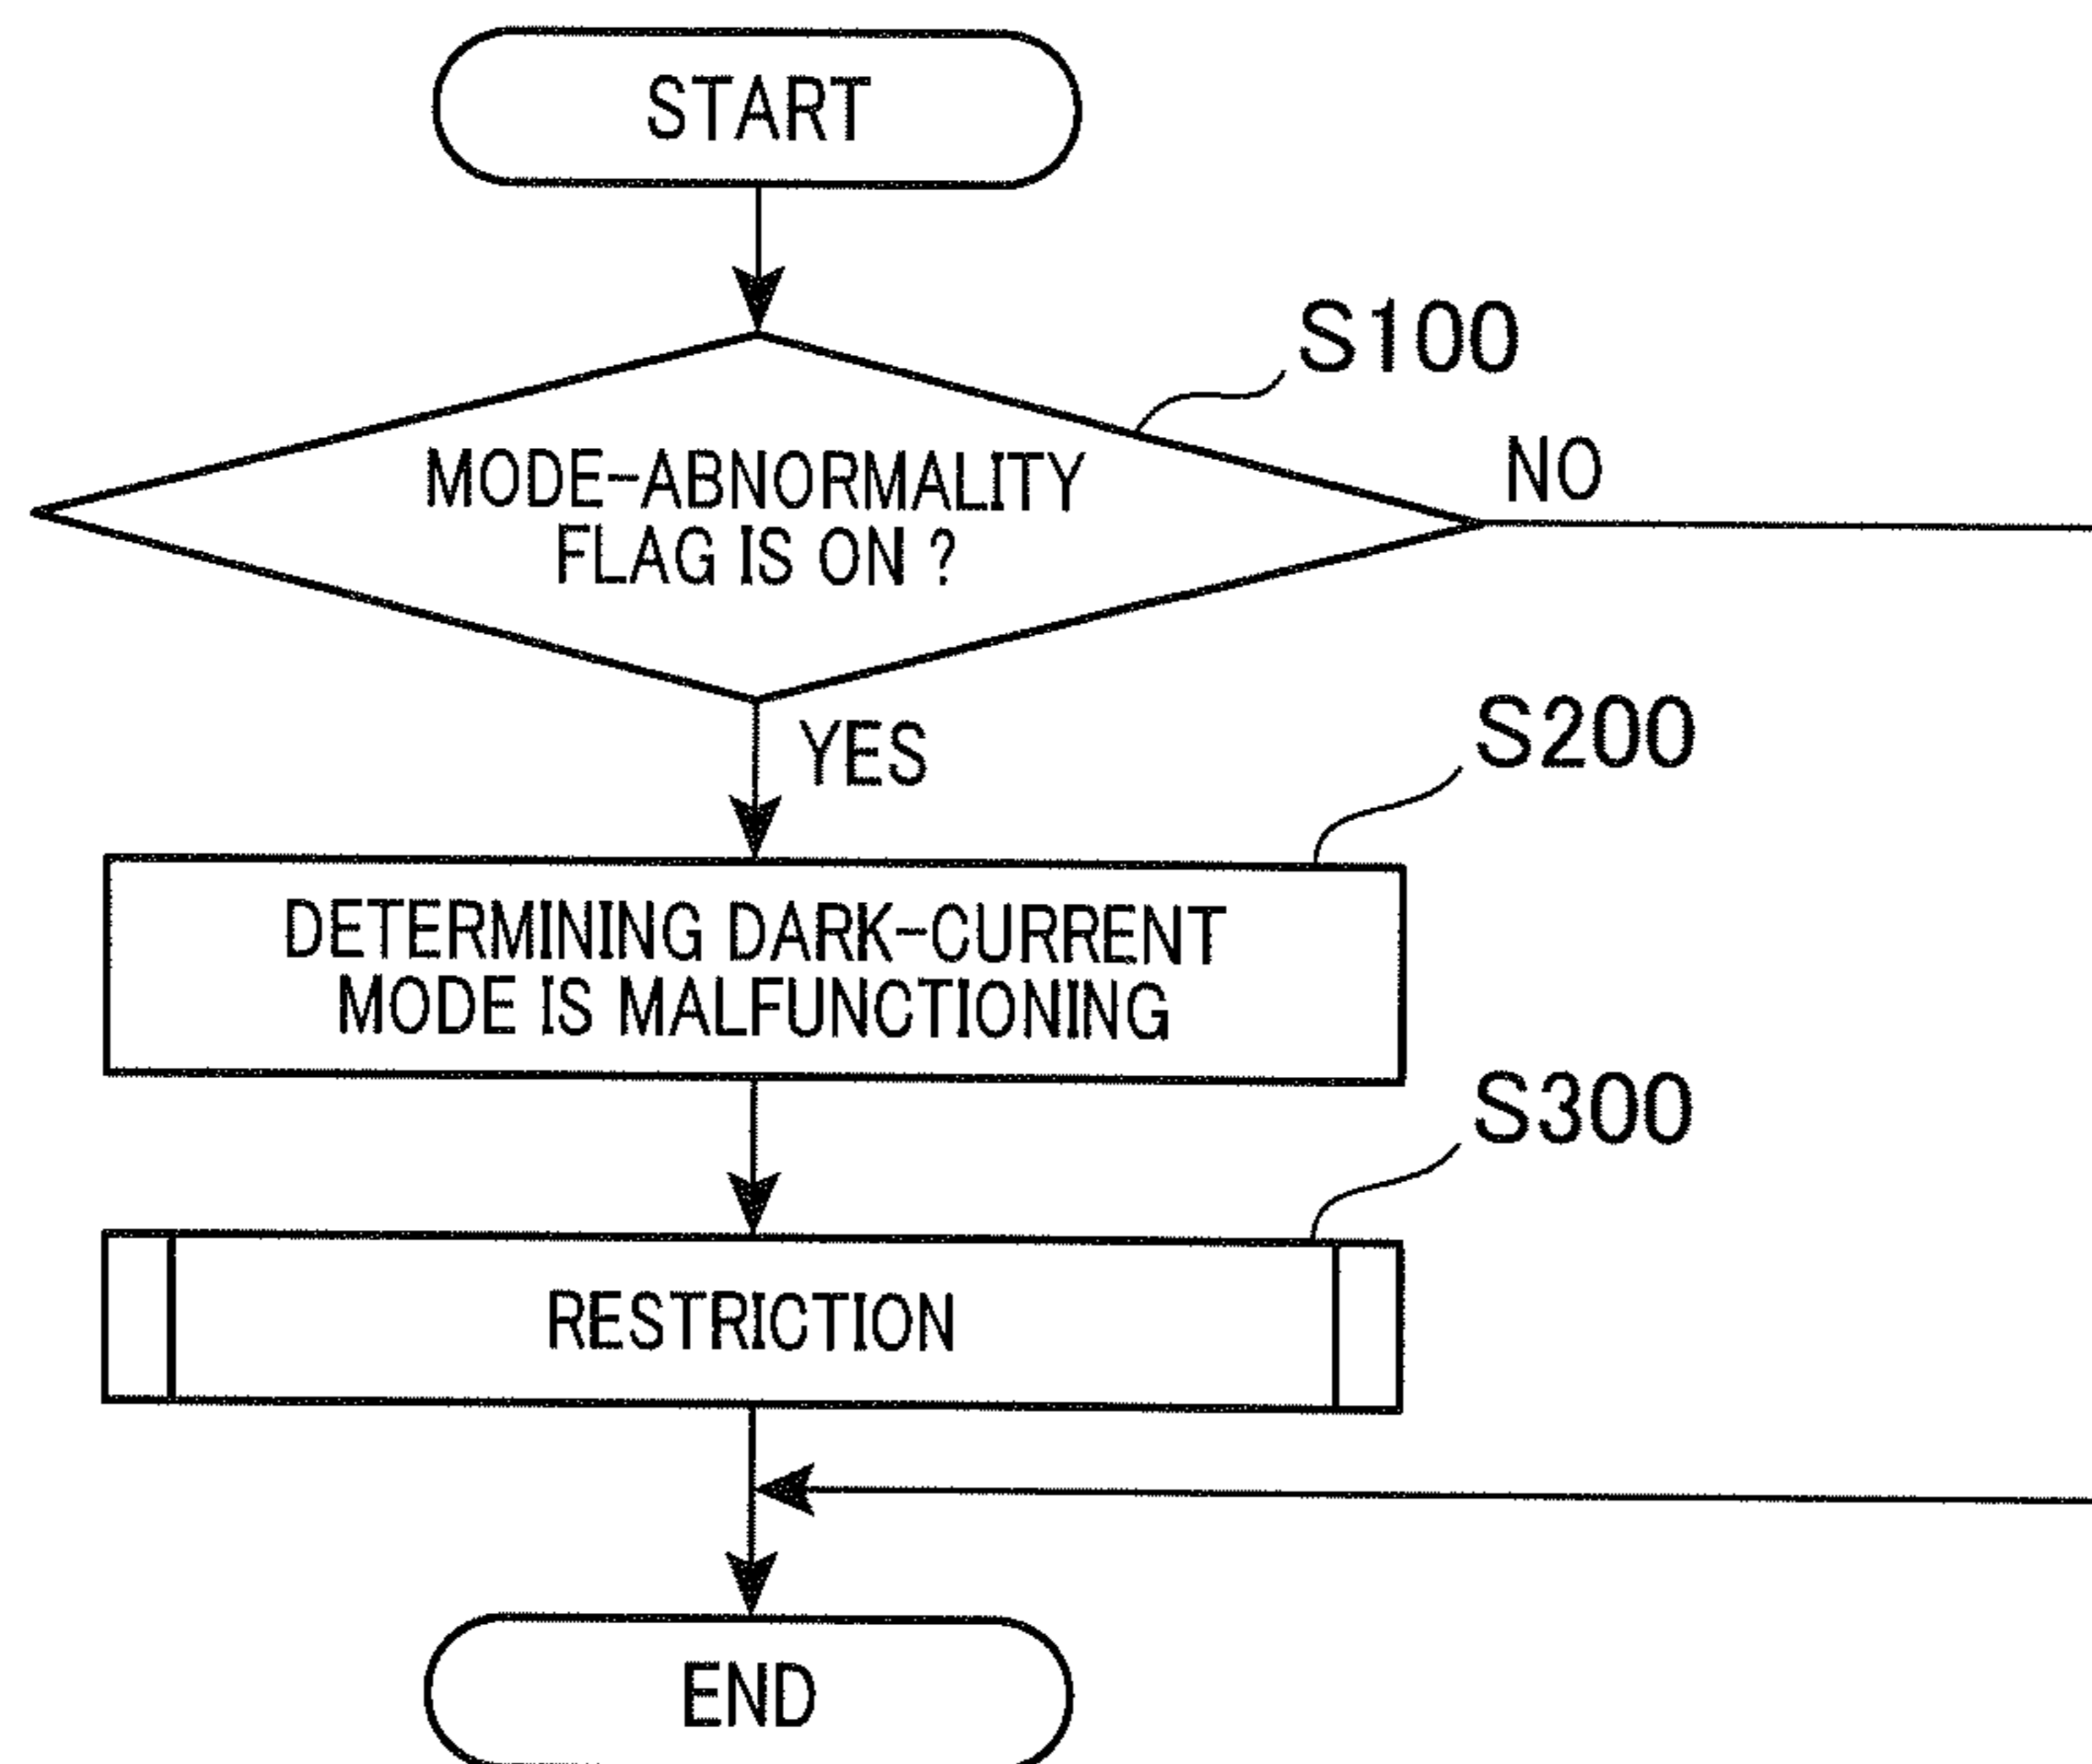 START
S100
MODE-ABNORMALITY
FLAG IS ON ?
NO
YES
S200
DETERMINING DARK-CURRENT
MODE IS MALFUNCTIONING
S300
RESTRICTION
END